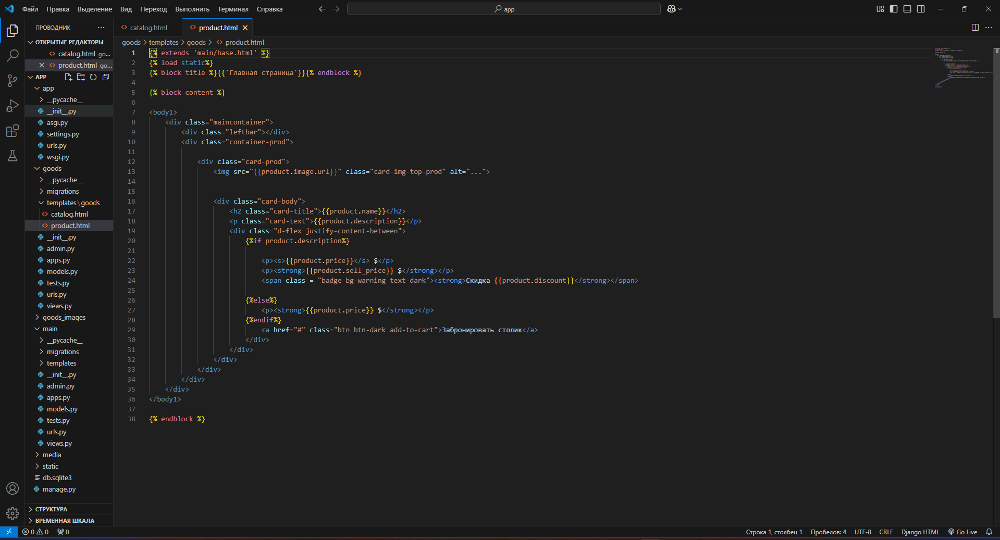 Файл Правка Выделение Вид Переход Выполнить Терминал Справка app
ПРОВОДНИК
ОТКРЫТЫЕ РЕДАКТОРЫ
catalog.html go...
product.html go...
APP
app
__pycache__
__init__.py
asgi.py
settings.py
urls.py
wsgi.py
goods
__pycache__
migrations
templates\goods
catalog.html
product.html
__init__.py
admin.py
apps.py
models.py
tests.py
urls.py
views.py
goods_images
main
__pycache__
migrations
templates
__init__.py
admin.py
apps.py
models.py
tests.py
urls.py
views.py
media
static
db.sqlite3
manage.py
СТРУКТУРА
ВРЕМЕННАЯ ШКАЛА
catalog.html product.html
goods > templates > goods > product.html
1 {% extends 'main/base.html' %}
2 {% load static%}
3 {% block title %}{{'Главная страница'}}{% endblock %}
4
5 {% block content %}
6
7 <body1>
8 <div class="maincontainer">
9 <div class="leftbar"></div>
10 <div class="container-prod">
11
12 <div class="card-prod">
13 <img src="{{product.image.url}}" class="card-img-top-prod" alt="...">
14
15
16 <div class="card-body">
17 <h2 class="card-title">{{product.name}}</h2>
18 <p class="card-text">{{product.description}}</p>
19 <div class="d-flex justify-content-between">
20 {%if product.description%}
21
22 <p><s>{{product.price}}</s> $</p>
23 <p><strong>{{product.sell_price}} $</strong></p>
24 <span class = "badge bg-warning text-dark"><strong>Скидка {{product.discount}}</strong></span>
25
26 {%else%}
27 <p><strong>{{product.price}} $</strong></p>
28 {%endif%}
29 <a href="#" class="btn btn-dark add-to-cart">Забронировать столик</a>
30 </div>
31 </div>
32 </div>
33 </div>
34 </div>
35 </div>
36 </body1>
37
38 {% endblock %}
0 0 0 Строка 1, столбец 1 Пробелов: 4 UTF-8 CRLF Django HTML Go Live